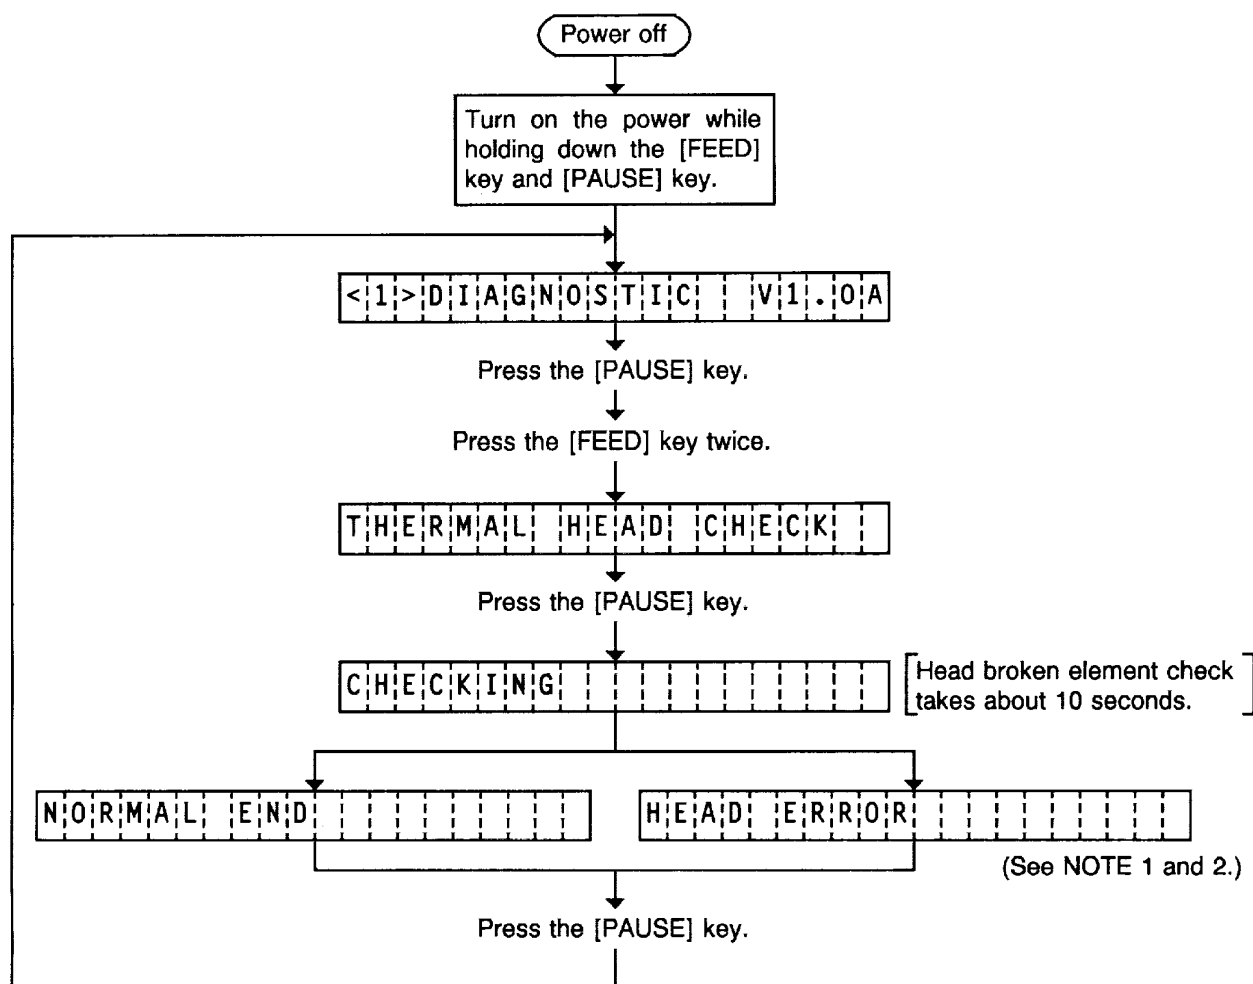 Power off
Turn on the power while
holding down the [FEED]
key and [PAUSE] key.
<1>DIAGNOSTIC  V1.0A
Press the [PAUSE] key.
Press the [FEED] key twice.
THERMAL HEAD CHECK
Press the [PAUSE] key.
CHECKING
[Head broken element check
takes about 10 seconds.]
NORMAL END
HEAD ERROR
(See NOTE 1 and 2.)
Press the [PAUSE] key.